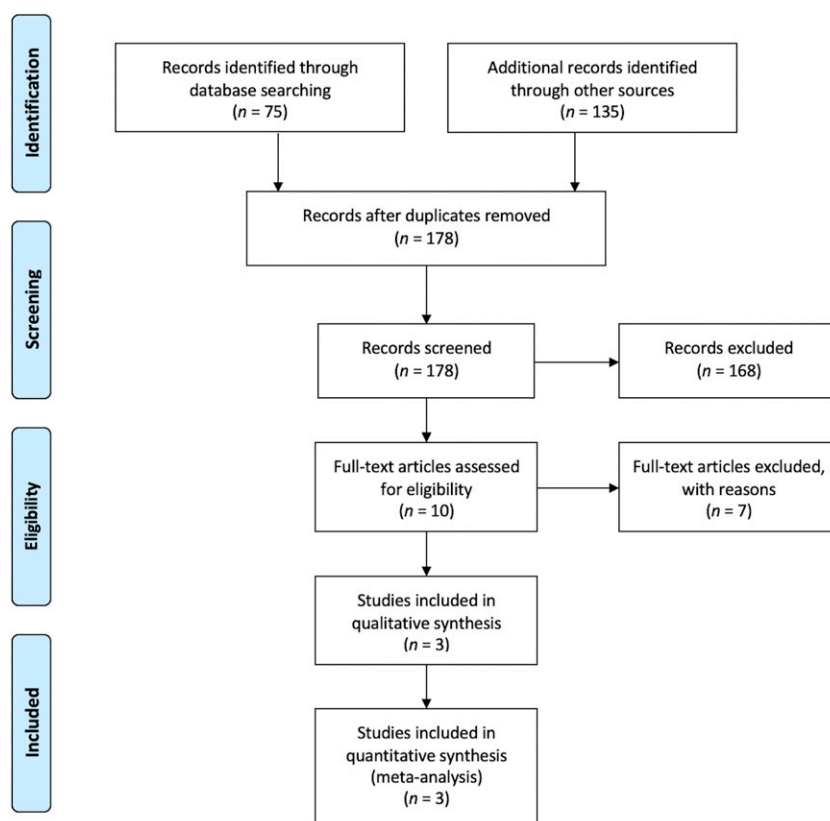 Identification
Records identified through
database searching
(n = 75)
Additional records identified
through other sources
(n = 135)
Records after duplicates removed
(n = 178)
Screening
Records screened
(n = 178)
Records excluded
(n = 168)
Eligibility
Full-text articles assessed
for eligibility
(n = 10)
Full-text articles excluded,
with reasons
(n = 7)
Studies included in
qualitative synthesis
(n = 3)
Included
Studies included in
quantitative synthesis
(meta-analysis)
(n = 3)